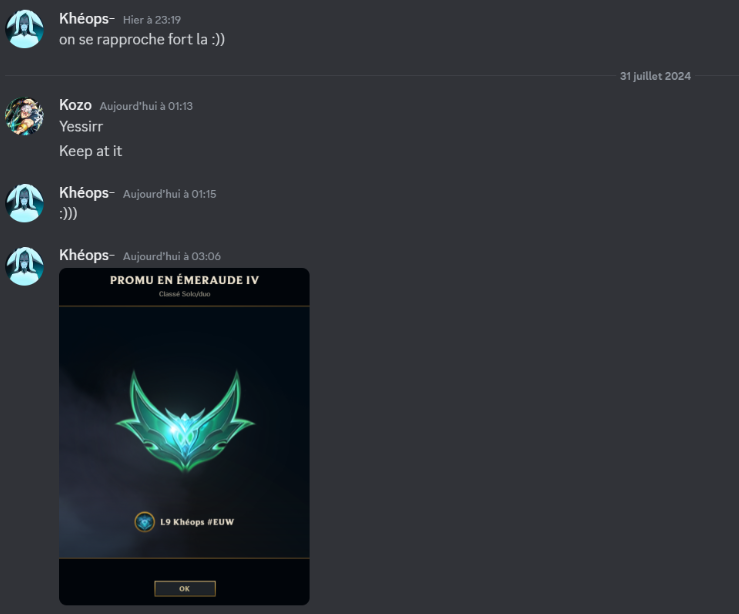 Khéops- Hier à 23:19
on se rapproche fort la :))
31 juillet 2024
Kozo Aujourd'hui à 01:13
Yessirr
Keep at it
Khéops- Aujourd'hui à 01:15
:)))
Khéops- Aujourd'hui à 03:06
PROMU EN ÉMERAUDE IV
Classé Solo/duo
L9 Khéops #EUW
OK